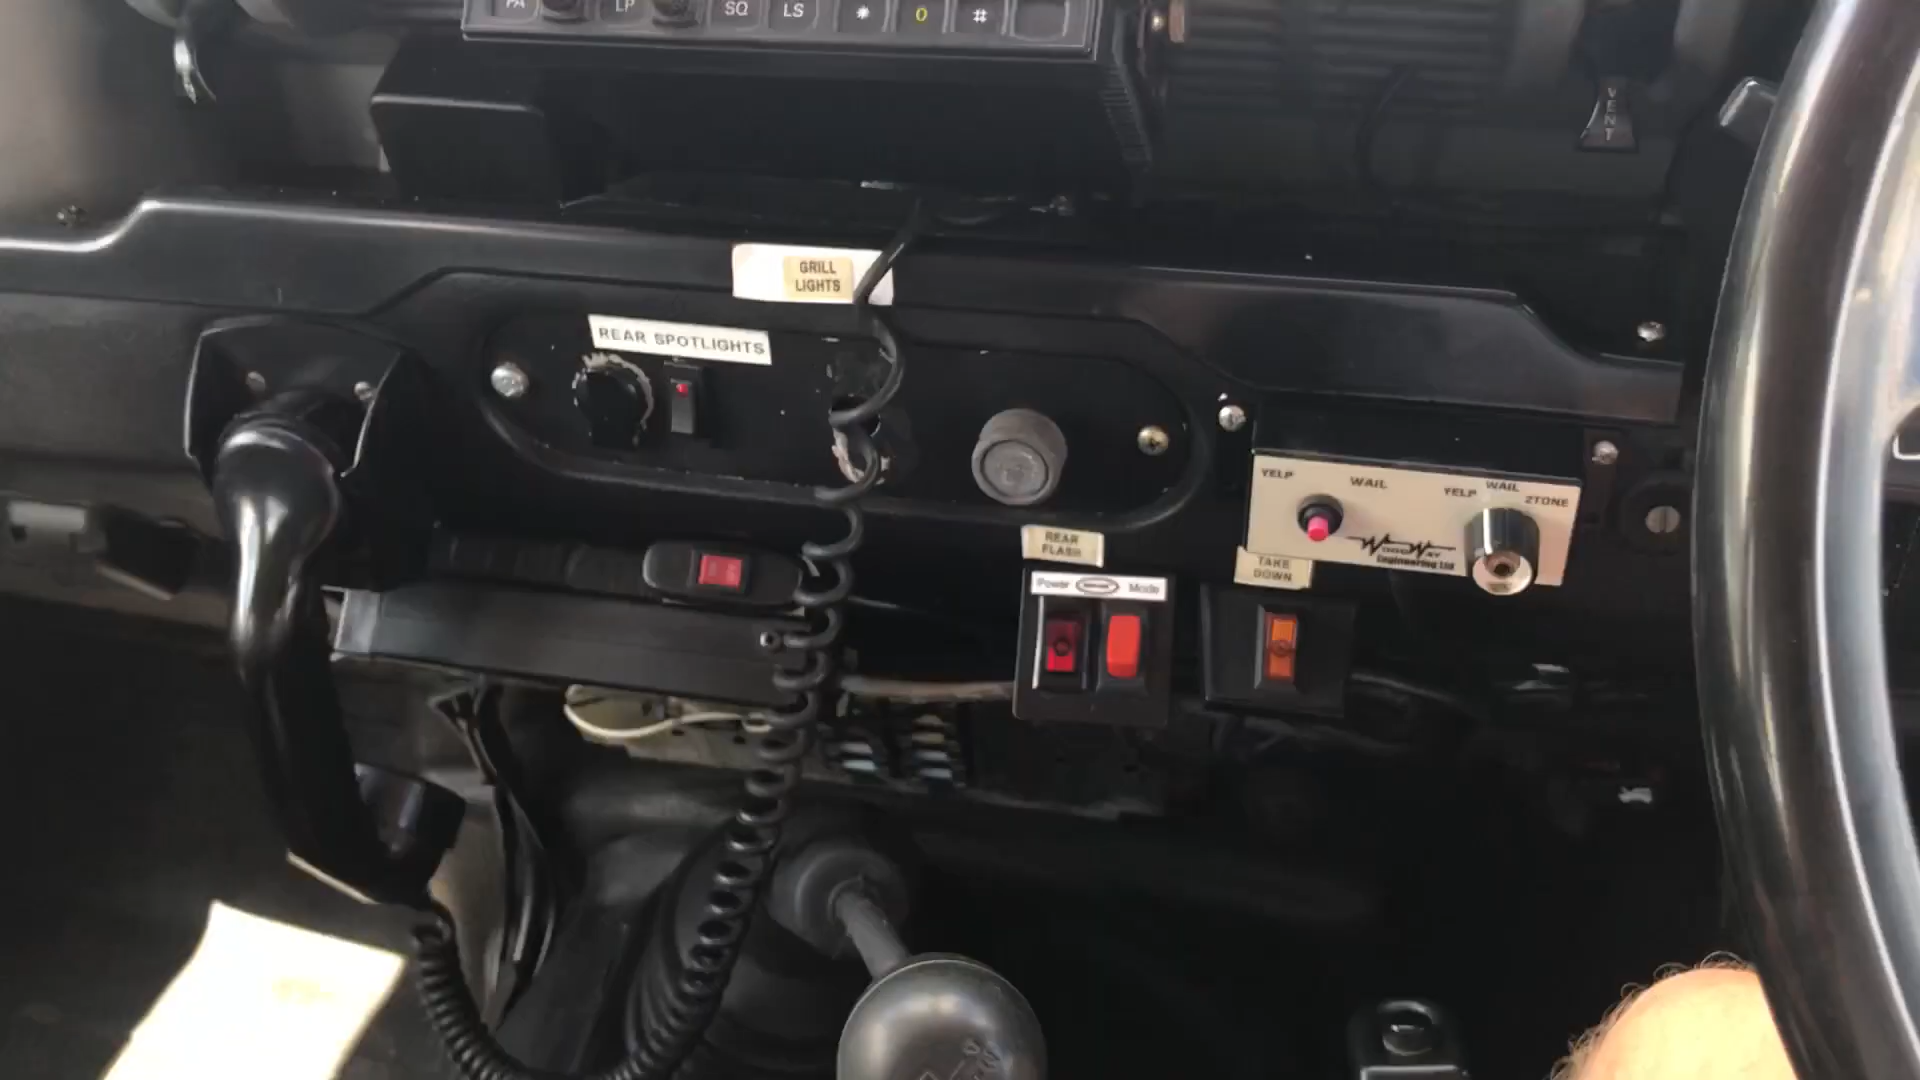 PA LP SQ LS * 0 #
VENT
GRILL
LIGHTS
REAR SPOTLIGHTS
YELP WAIL YELP WAIL 2TONE
WOODWAY
Engineering Ltd
REAR
FLASH
TAKE
DOWN
Power Mode